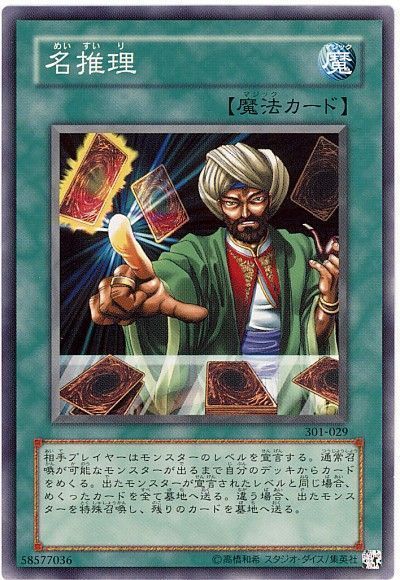 めいすいり
名推理
マジック
魔
マジック
【魔法カード】
301-029
相手プレイヤーはモンスターのレベルを宣言する。通常召
喚が可能なモンスターが出るまで自分のデッキからカード
をめくる。出たモンスターが宣言されたレベルと同じ場合、
めくったカードを全て墓地へ送る。違う場合、出たモンスター
を特殊召喚し、残りのカードを墓地へ送る。
58577036 ©高橋和希 スタジオ・ダイス/集英社